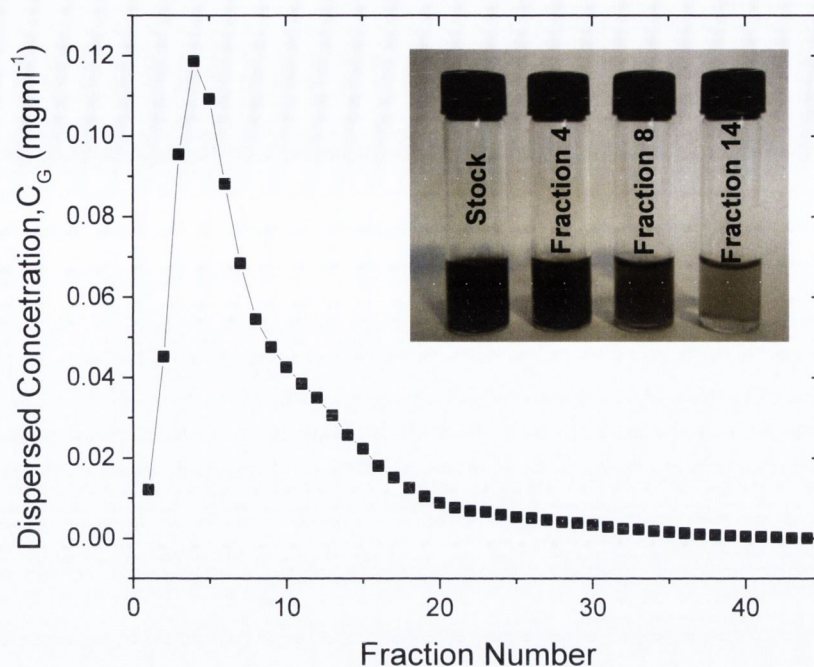 0.12
0.10
0.08
0.06
0.04
0.02
0.00
Dispersed Concetration, C_G (mgml⁻¹)
Stock
Fraction 4
Fraction 8
Fraction 14
0 10 20 30 40
Fraction Number